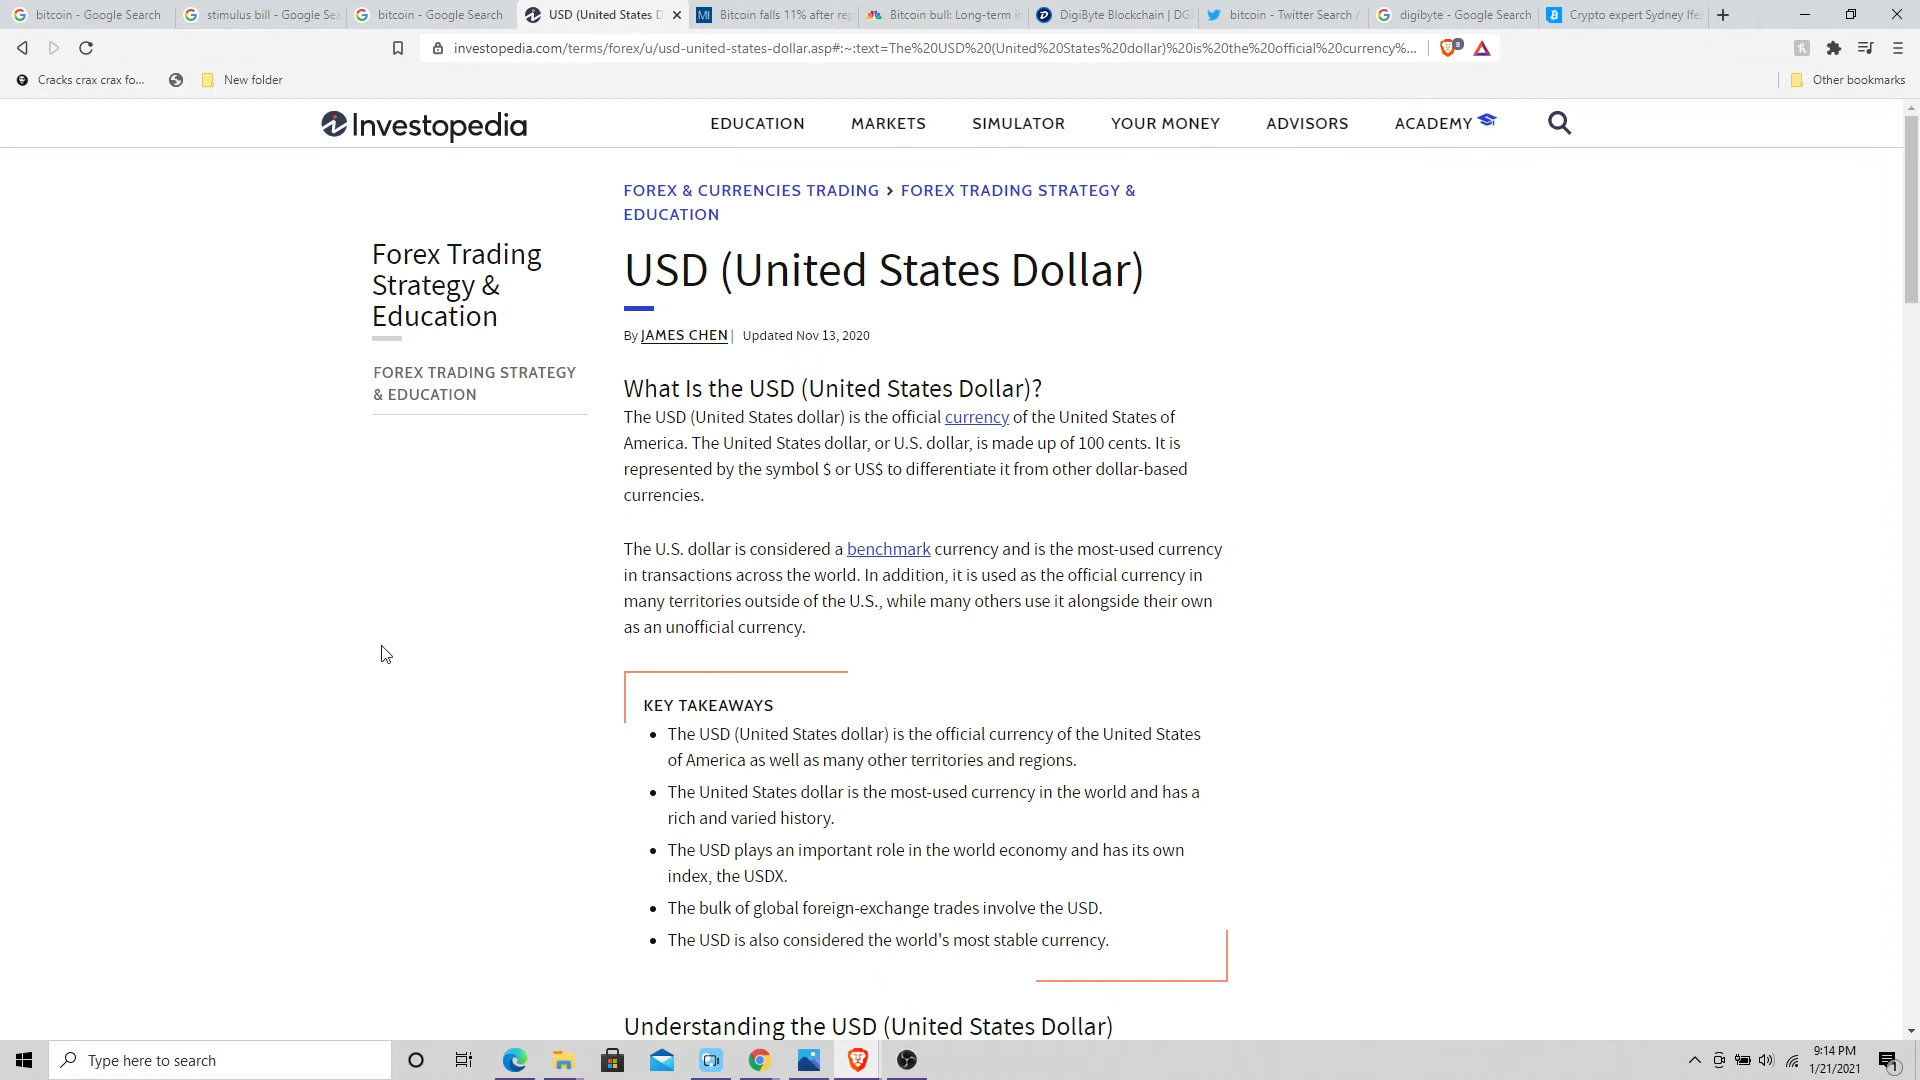 bitcoin - Google Search
stimulus bill - Google Sea
bitcoin - Google Search
USD (United States D
Bitcoin falls 11% after rep
Bitcoin bull: Long-term in
DigiByte Blockchain | DG
bitcoin - Twitter Search /
digibyte - Google Search
Crypto expert Sydney Ife
investopedia.com/terms/forex/u/usd-united-states-dollar.asp#:~:text=The%20USD%20(United%20States%20dollar)%20is%20the%20official%20currency%...
8
Cracks crax crax fo...
New folder
Other bookmarks
Investopedia
EDUCATION
MARKETS
SIMULATOR
YOUR MONEY
ADVISORS
ACADEMY
FOREX & CURRENCIES TRADING > FOREX TRADING STRATEGY &
EDUCATION
Forex Trading
Strategy &
Education
FOREX TRADING STRATEGY
& EDUCATION
USD (United States Dollar)
By JAMES CHEN | Updated Nov 13, 2020
What Is the USD (United States Dollar)?
The USD (United States dollar) is the official currency of the United States of
America. The United States dollar, or U.S. dollar, is made up of 100 cents. It is
represented by the symbol $ or US$ to differentiate it from other dollar-based
currencies.
The U.S. dollar is considered a benchmark currency and is the most-used currency
in transactions across the world. In addition, it is used as the official currency in
many territories outside of the U.S., while many others use it alongside their own
as an unofficial currency.
KEY TAKEAWAYS
• The USD (United States dollar) is the official currency of the United States
of America as well as many other territories and regions.
• The United States dollar is the most-used currency in the world and has a
rich and varied history.
• The USD plays an important role in the world economy and has its own
index, the USDX.
• The bulk of global foreign-exchange trades involve the USD.
• The USD is also considered the world's most stable currency.
Understanding the USD (United States Dollar)
Type here to search
9:14 PM
1/21/2021
1